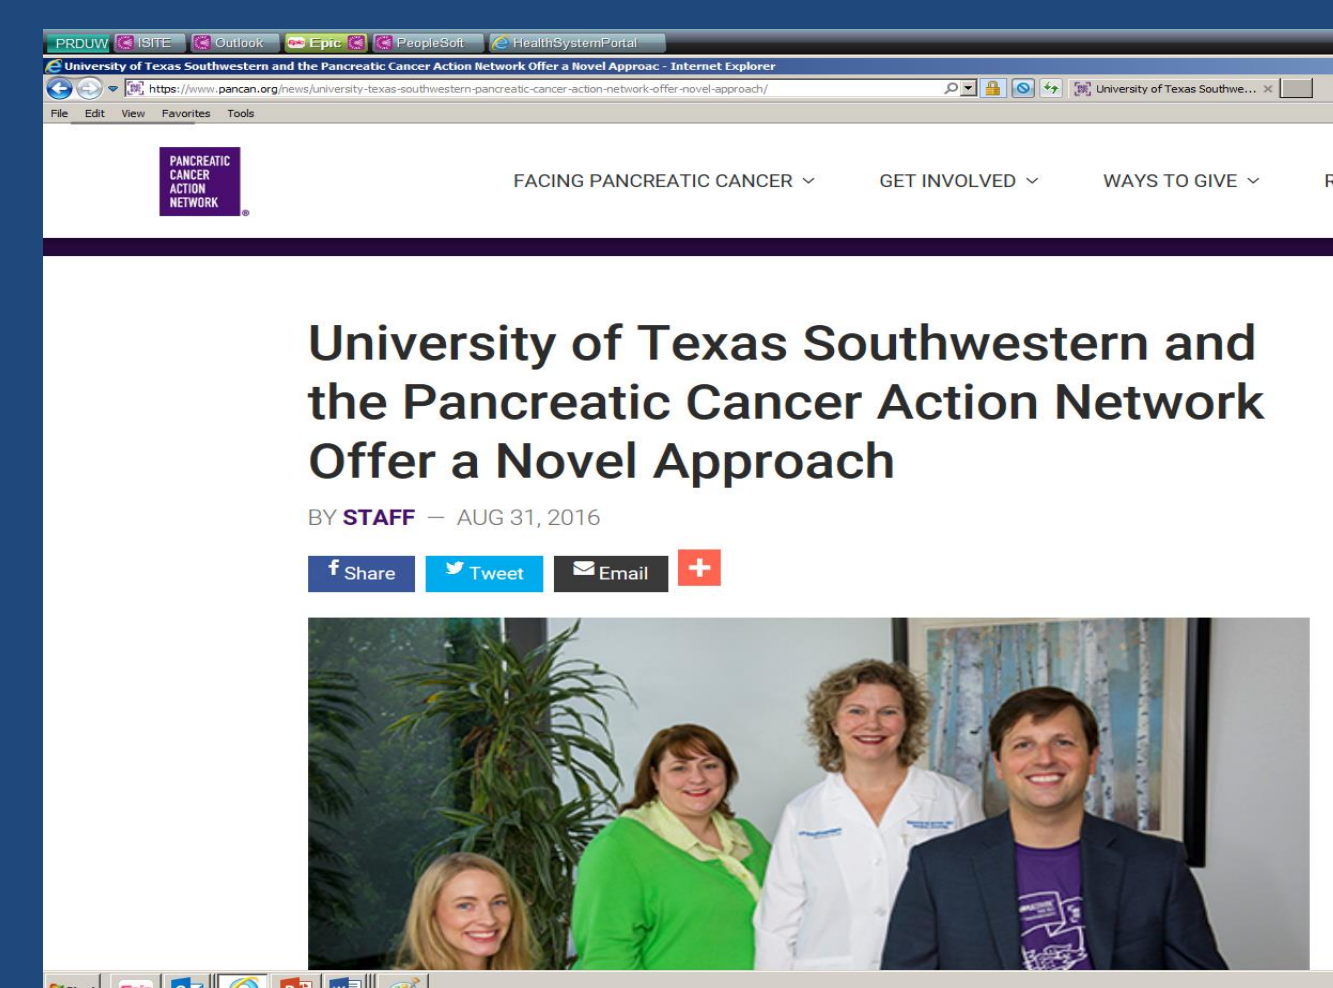 PRDUW ISITE Outlook Epic PeopleSoft HealthSystemPortal
University of Texas Southwestern and the Pancreatic Cancer Action Network Offer a Novel Approac - Internet Explorer
https://www.pancan.org/news/university-texas-southwestern-pancreatic-cancer-action-network-offer-novel-approach/ University of Texas Southwe...
File Edit View Favorites Tools
PANCREATIC
CANCER
ACTION
NETWORK
®
FACING PANCREATIC CANCER GET INVOLVED WAYS TO GIVE R
University of Texas Southwestern and
the Pancreatic Cancer Action Network
Offer a Novel Approach
BY STAFF — AUG 31, 2016
f Share Tweet Email +